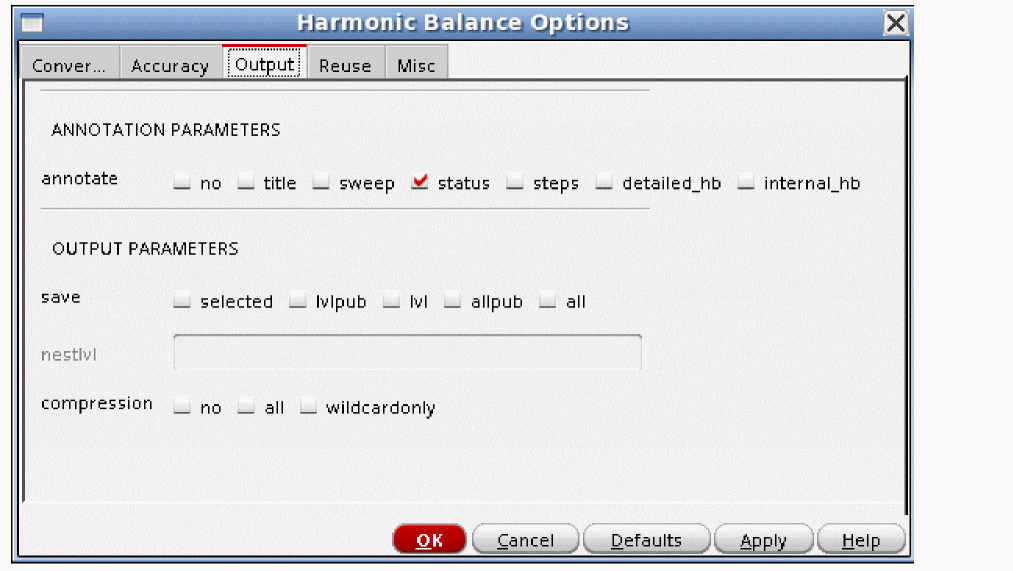 Harmonic Balance Options
Conver... Accuracy Output Reuse Misc
ANNOTATION PARAMETERS
annotate no title sweep status steps detailed_hb internal_hb
OUTPUT PARAMETERS
save selected lvlpub lvl allpub all
nestlvl
compression no all wildcardonly
OK Cancel Defaults Apply Help